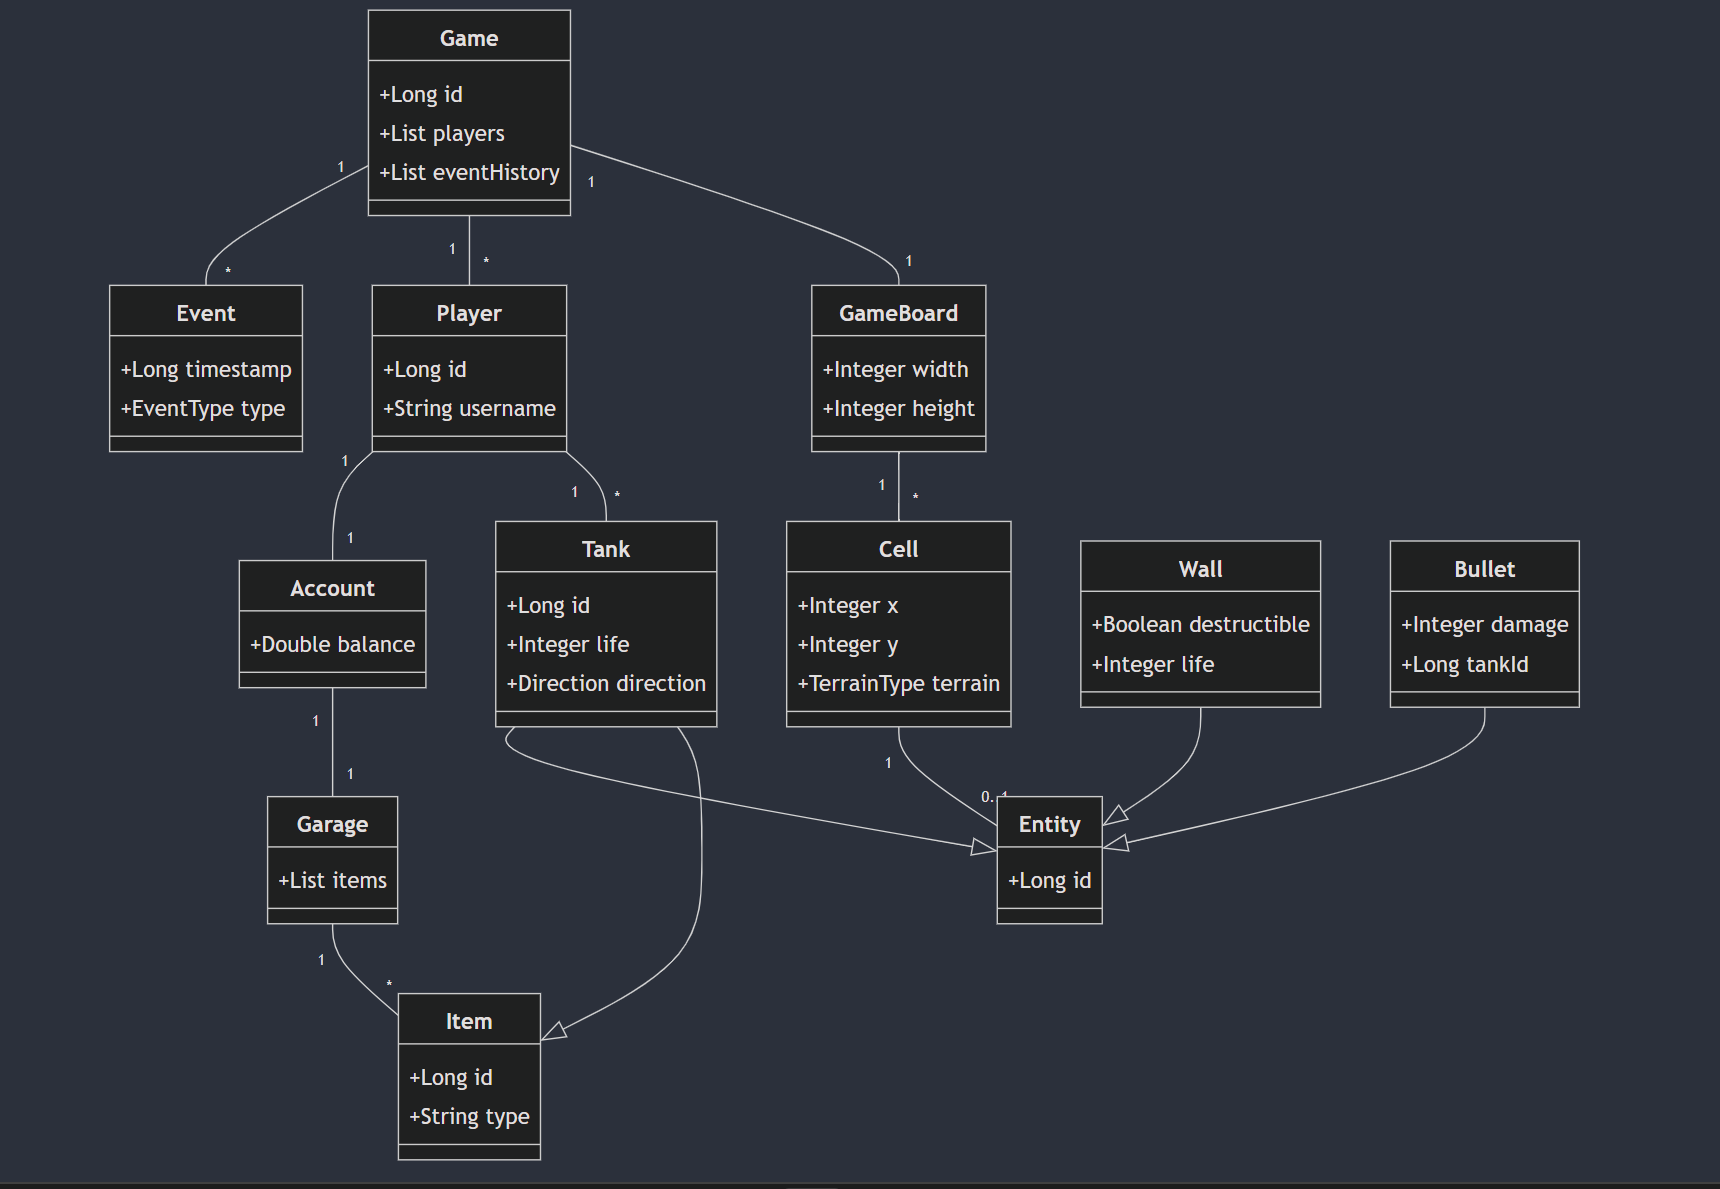 Game
+Long id
+List players
+List eventHistory
1
1
1
*
*
1
Event
+Long timestamp
+EventType type
Player
+Long id
+String username
GameBoard
+Integer width
+Integer height
1
1
*
1
*
1
Tank
+Long id
+Integer life
+Direction direction
Cell
+Integer x
+Integer y
+TerrainType terrain
Wall
+Boolean destructible
+Integer life
Bullet
+Integer damage
+Long tankId
Account
+Double balance
1
1
1
0..1
Garage
+List items
Entity
+Long id
1
*
Item
+Long id
+String type